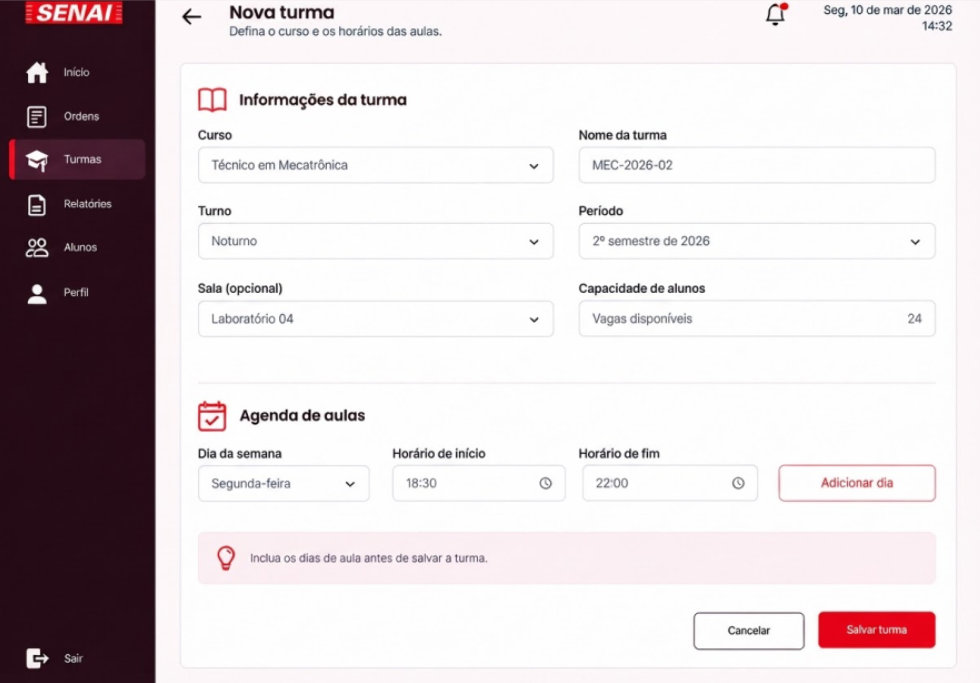 SENAI
Nova turma
Defina o curso e os horários das aulas.
Seg, 10 de mar de 2026
14:32
Início
Ordens
Turmas
Relatóries
Alunos
Perfil
Sair
Informações da turma
Curso
Nome da turma
Técnico em Mecatrônica
MEC-2026-02
Turno
Período
Noturno
2º semestre de 2026
Sala (opcional)
Capacidade de alunos
Laboratório 04
Vagas disponíveis 24
Agenda de aulas
Dia da semana
Horário de início
Horário de fim
Segunda-feira
18:30
22:00
Adicionar dia
Inclua os dias de aula antes de salvar a turma.
Cancelar
Salvar turma